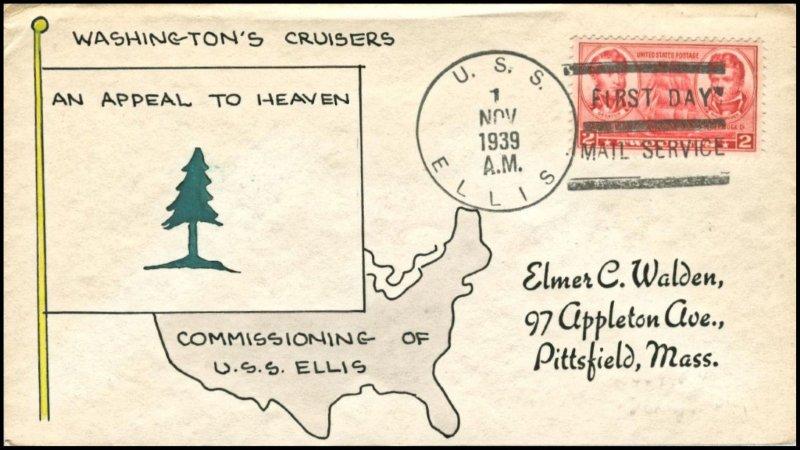 WASHINGTON'S CRUISERS
AN APPEAL TO HEAVEN
COMMISSIONING OF
U.S.S. ELLIS
U. S. S.
1
NOV
1939
A.M.
ELLIS
UNITED STATES POSTAGE
FIRST DAY
MAIL SERVICE
2
2
Elmer C. Walden,
97 Appleton Ave.,
Pittsfield, Mass.